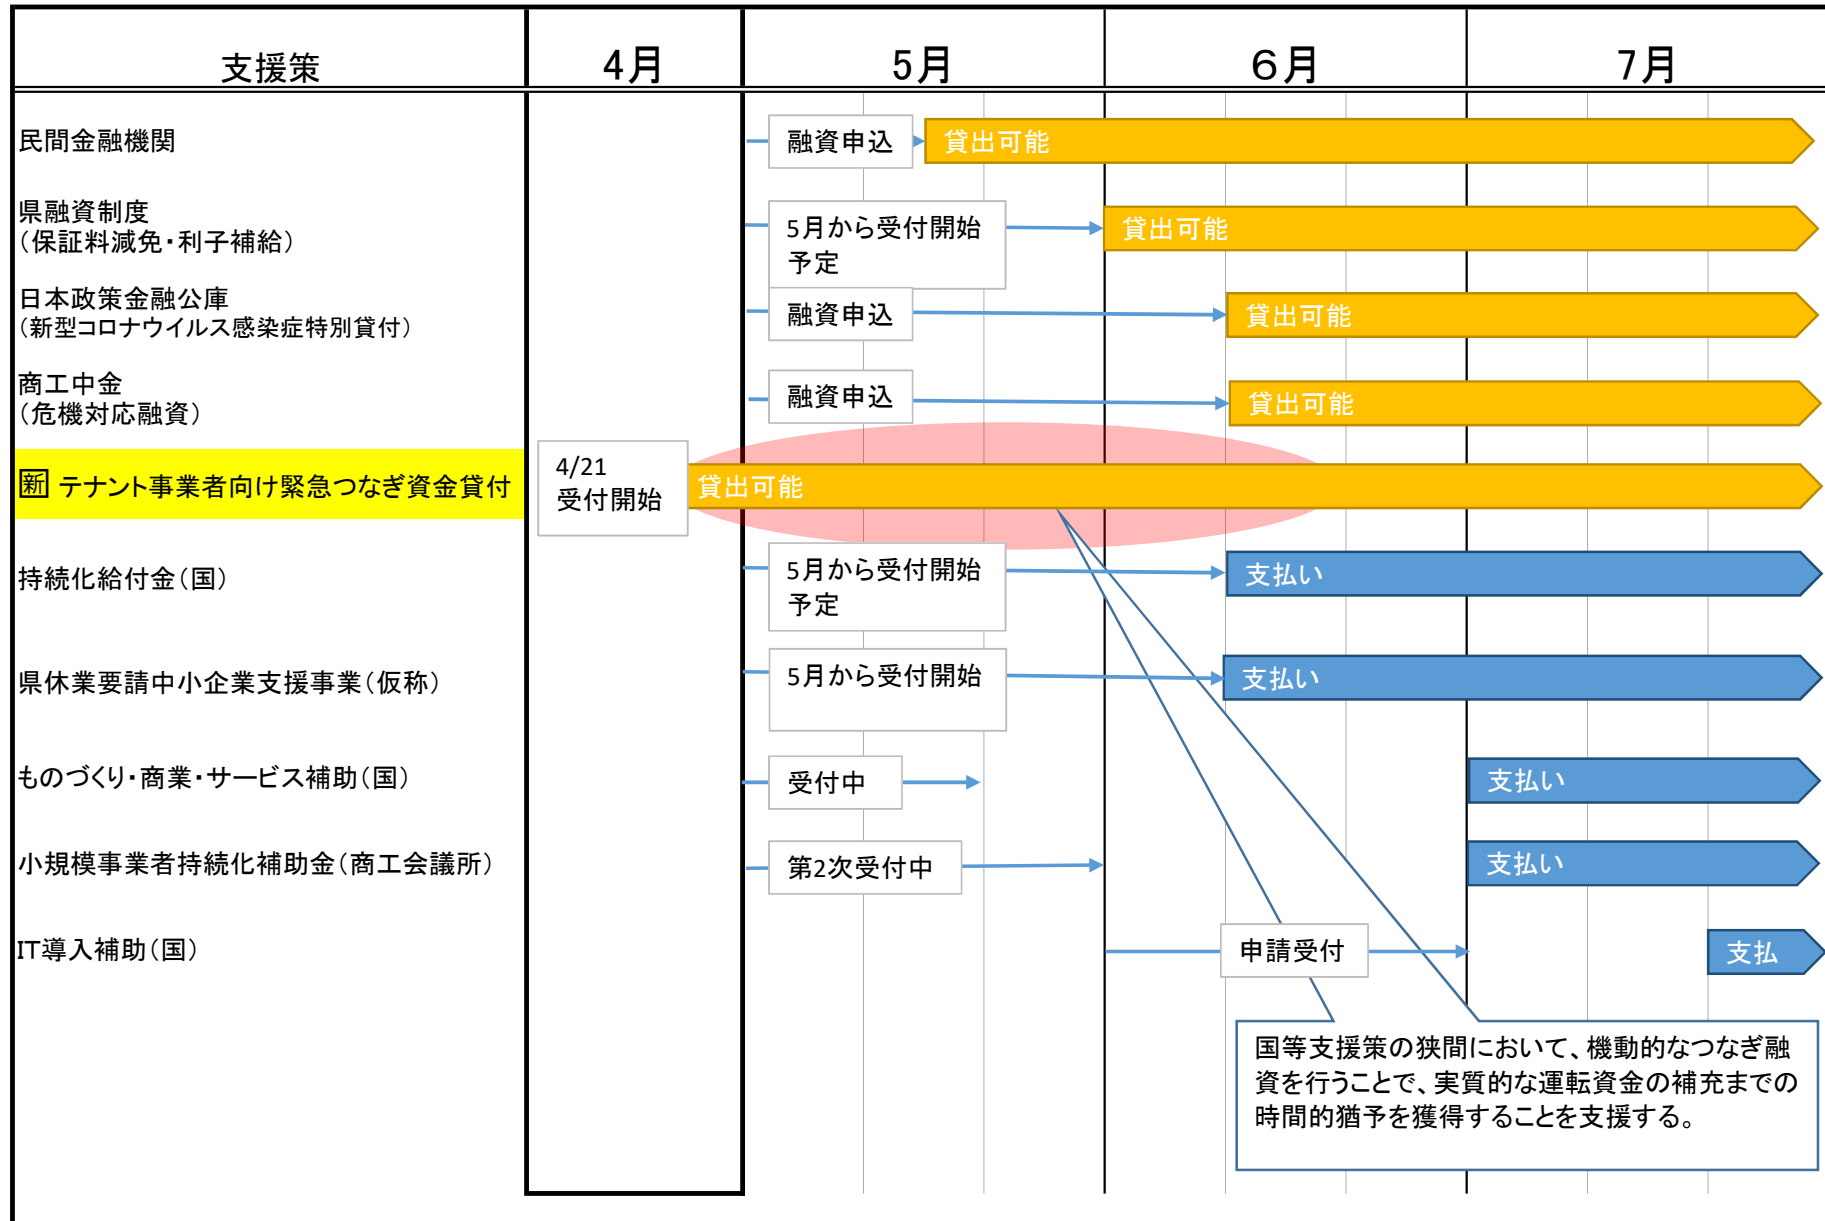 支援策
4月
5月
６月
7月
民間金融機関
融資申込
貸出可能
県融資制度
（保証料減免・利子補給）
5月から受付開始
予定
貸出可能
日本政策金融公庫
（新型コロナウイルス感染症特別貸付）
融資申込
貸出可能
商工中金
（危機対応融資）
融資申込
貸出可能
新 テナント事業者向け緊急つなぎ資金貸付
4/21
受付開始
貸出可能
持続化給付金（国）
5月から受付開始
予定
支払い
県休業要請中小企業支援事業（仮称）
5月から受付開始
支払い
ものづくり・商業・サービス補助（国）
受付中
支払い
小規模事業者持続化補助金（商工会議所）
第2次受付中
支払い
IT導入補助（国）
申請受付
支払
国等支援策の狭間において、機動的なつなぎ融
資を行うことで、実質的な運転資金の補充までの
時間的猶予を獲得することを支援する。